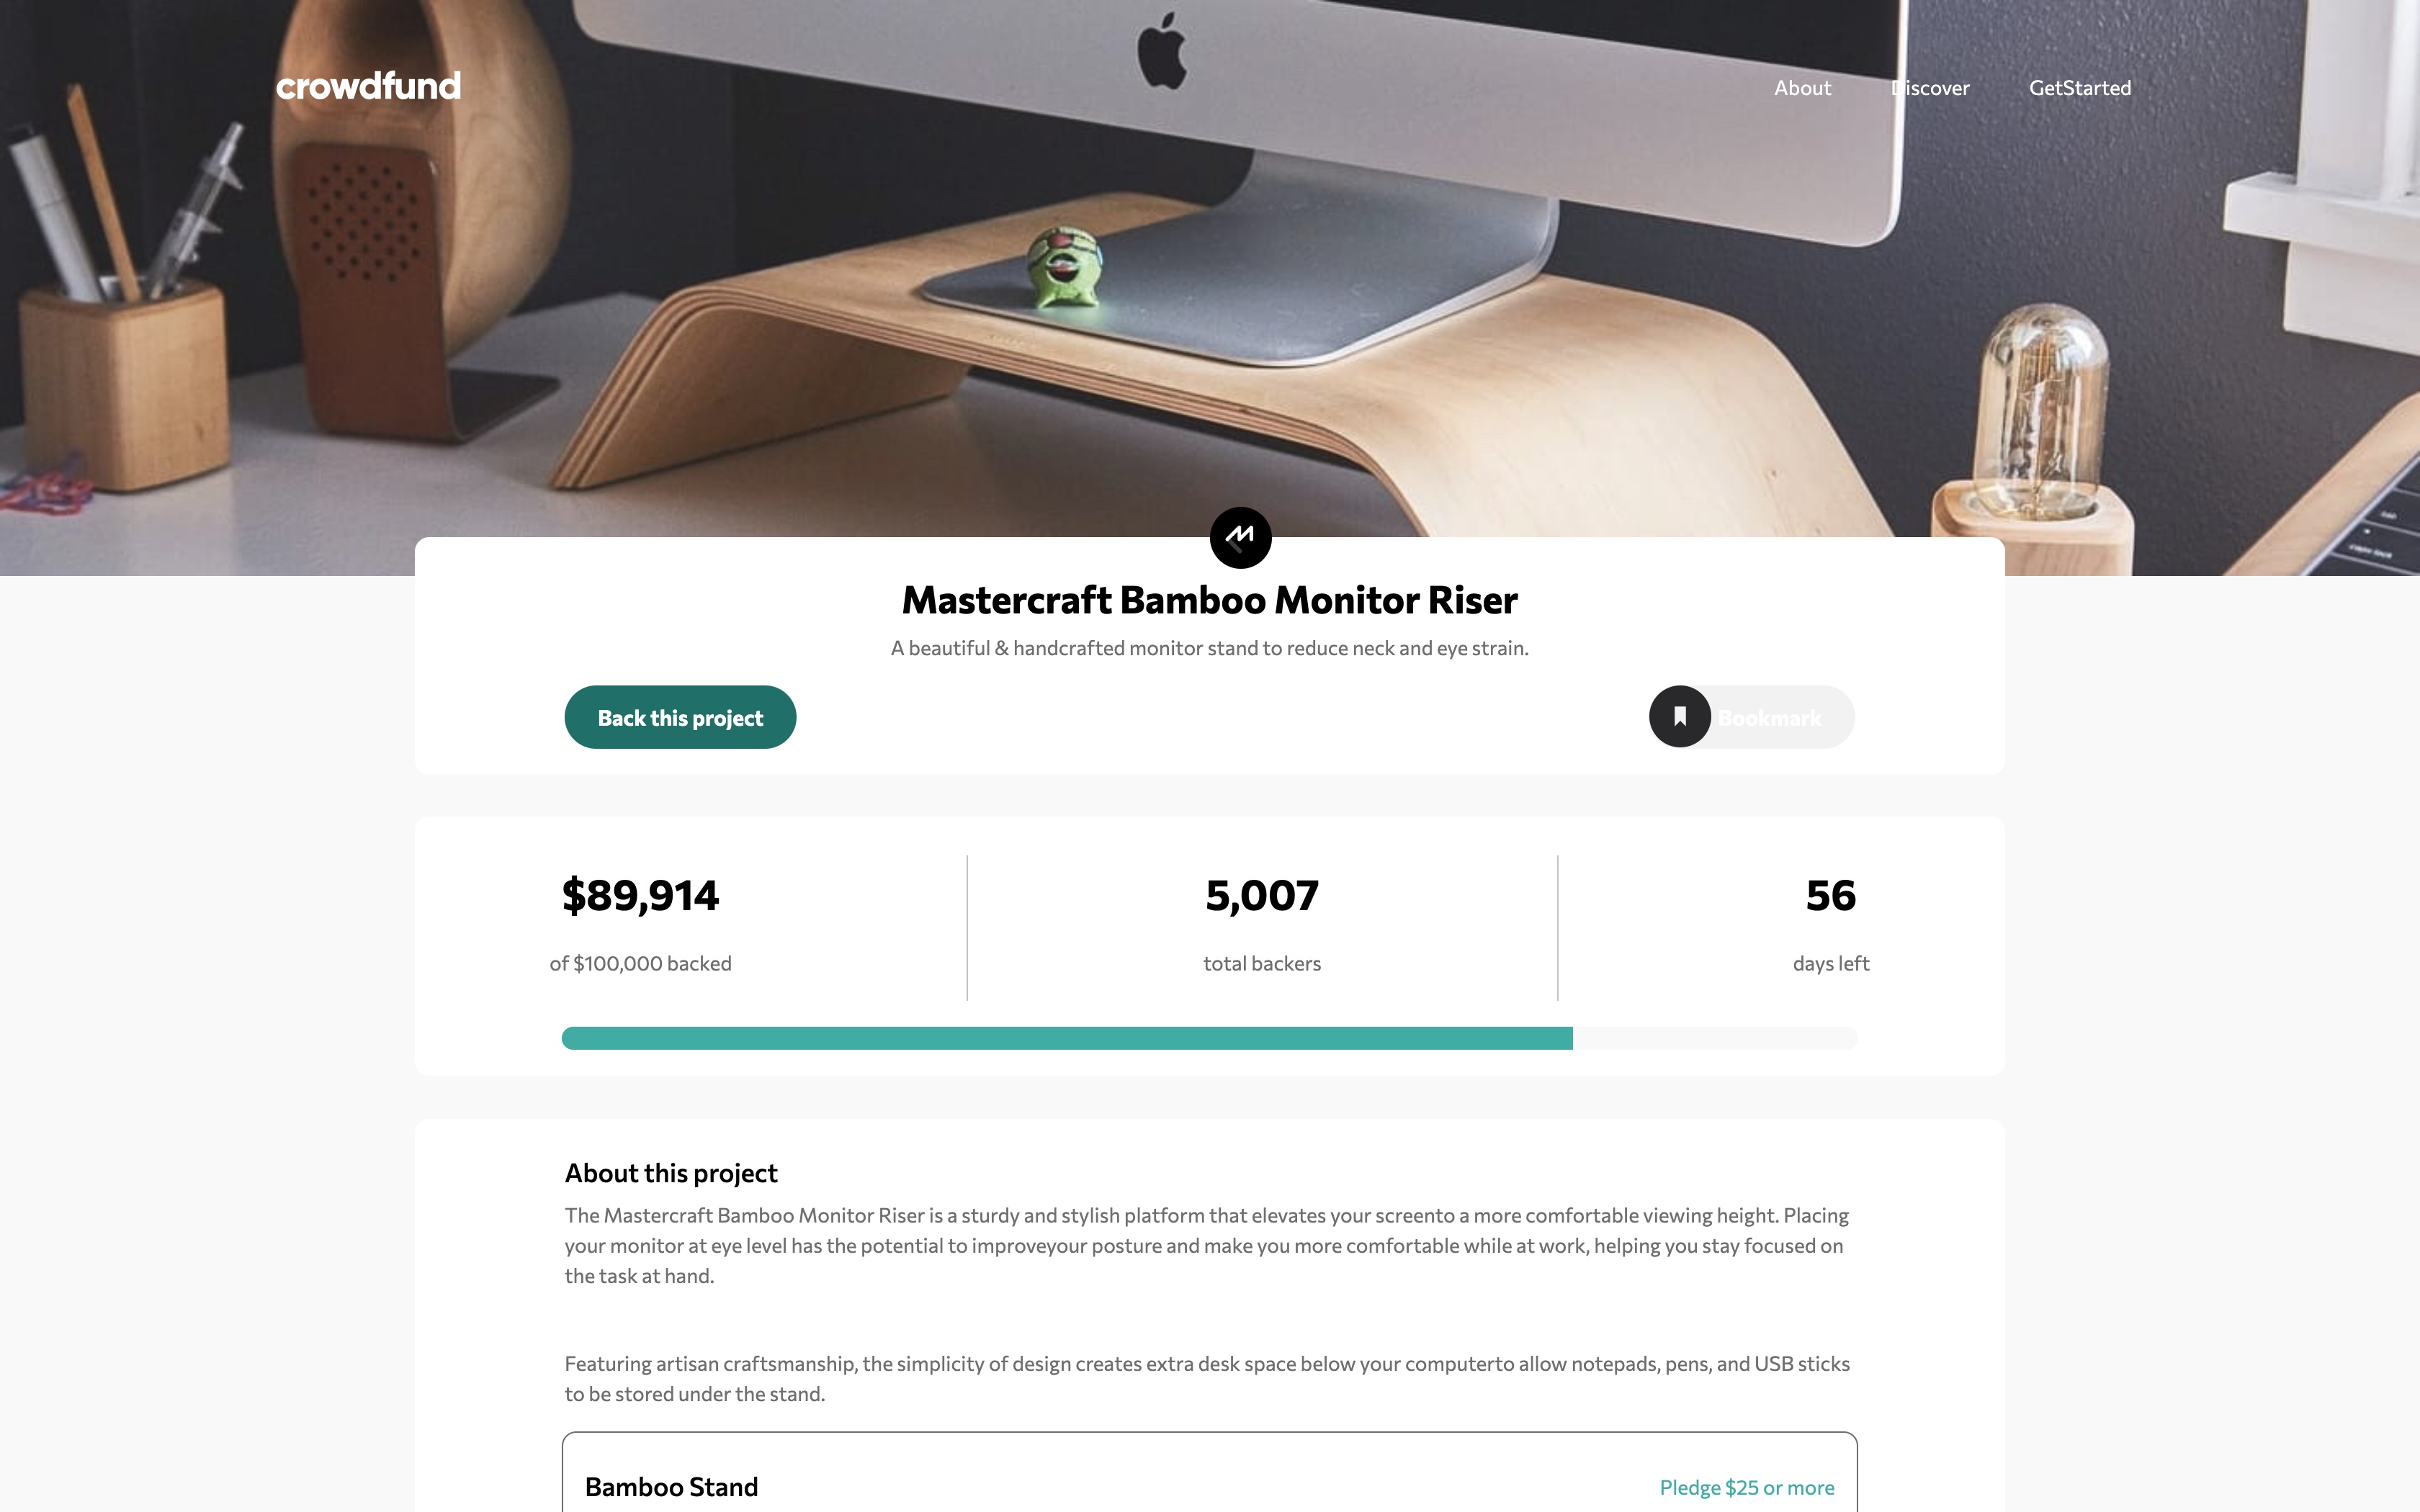 crowdfund
About Discover GetStarted
Mastercraft Bamboo Monitor Riser
A beautiful & handcrafted monitor stand to reduce neck and eye strain.
Back this project
Bookmark
$89,914
5,007
56
of $100,000 backed
total backers
days left
About this project
The Mastercraft Bamboo Monitor Riser is a sturdy and stylish platform that elevates your screento a more comfortable viewing height. Placing
your monitor at eye level has the potential to improveyour posture and make you more comfortable while at work, helping you stay focused on
the task at hand.
Featuring artisan craftsmanship, the simplicity of design creates extra desk space below your computerto allow notepads, pens, and USB sticks
to be stored under the stand.
Bamboo Stand
Pledge $25 or more